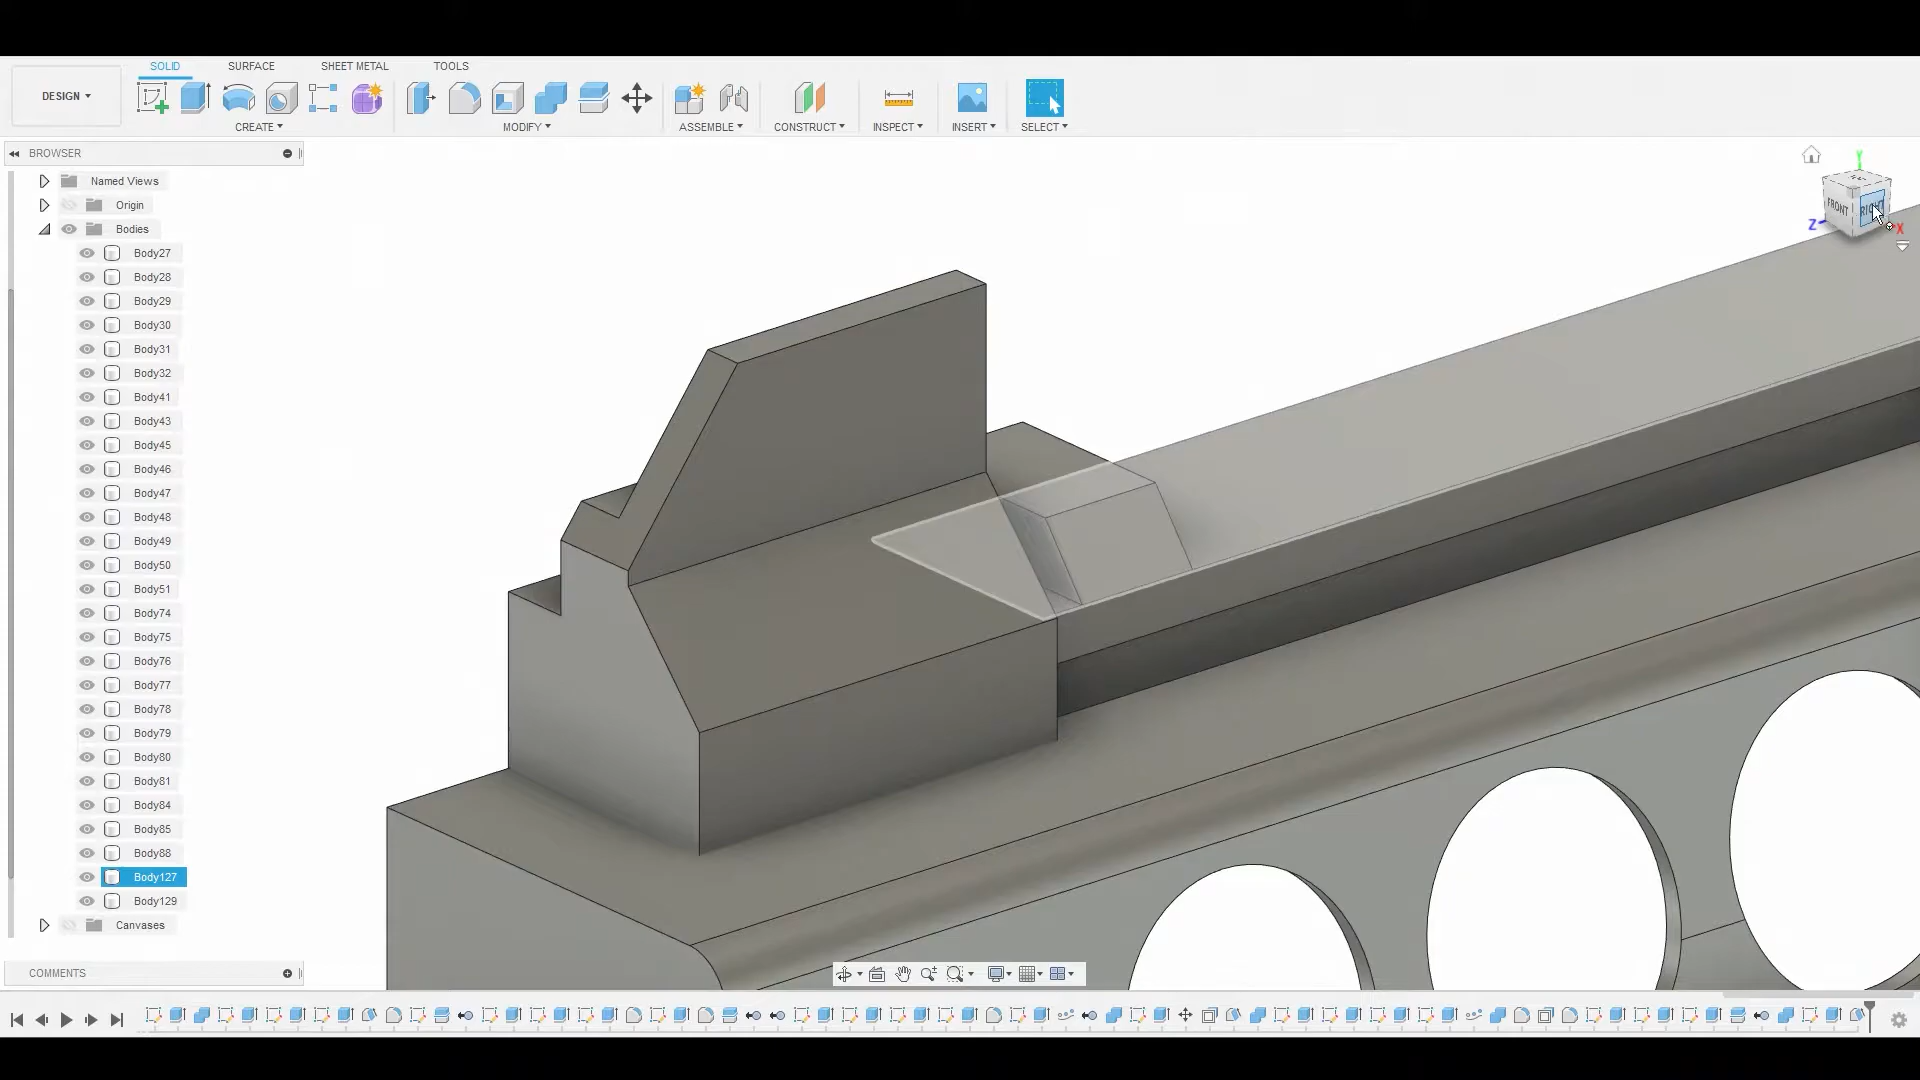 SOLID SURFACE SHEET METAL TOOLS
DESIGN
CREATE MODIFY ASSEMBLE CONSTRUCT INSPECT INSERT SELECT
BROWSER
Named Views
Origin
Bodies
Body27
Body28
Body29
Body30
Body31
Body32
Body41
Body43
Body45
Body46
Body47
Body48
Body49
Body50
Body51
Body74
Body75
Body76
Body77
Body78
Body79
Body80
Body81
Body84
Body85
Body88
Body127
Body129
Canvases
COMMENTS
Y
FRONT RIGHT
Z X